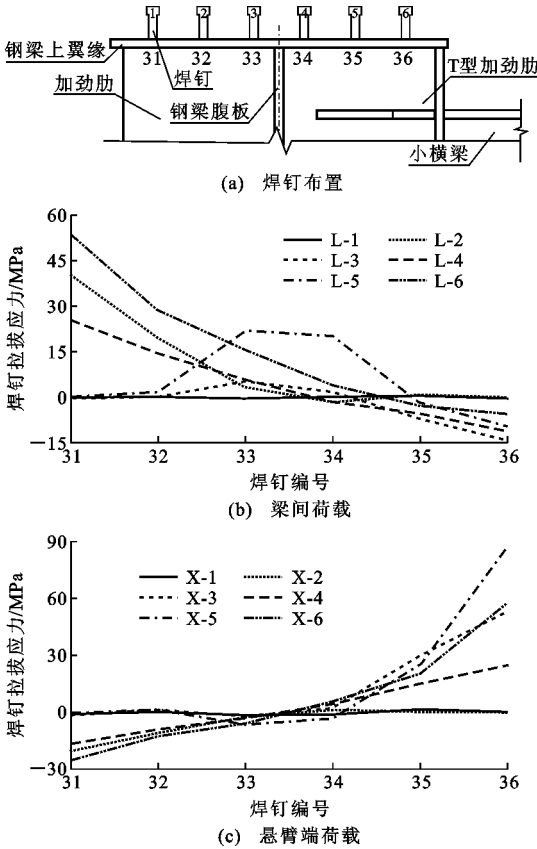 1 2 3 4 5 6
钢梁上翼缘 31 32 33 34 35 36
焊钉 T型加劲肋
加劲肋
钢梁腹板
小横梁
(a) 焊钉布置
焊钉拉拔应力/MPa
60
45
30
15
0
-15
L-1 L-2
L-3 L-4
L-5 L-6
31 32 33 34 35 36
焊钉编号
(b) 梁间荷载
焊钉拉拔应力/MPa
90
60
30
0
-30
X-1 X-2
X-3 X-4
X-5 X-6
31 32 33 34 35 36
焊钉编号
(c) 悬臂端荷载